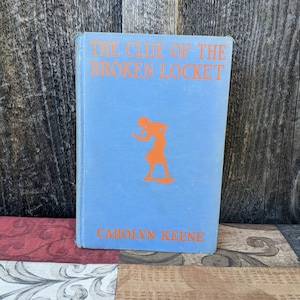 THE CLUE OF THE
BROKEN LOCKET
CAROLYN KEENE